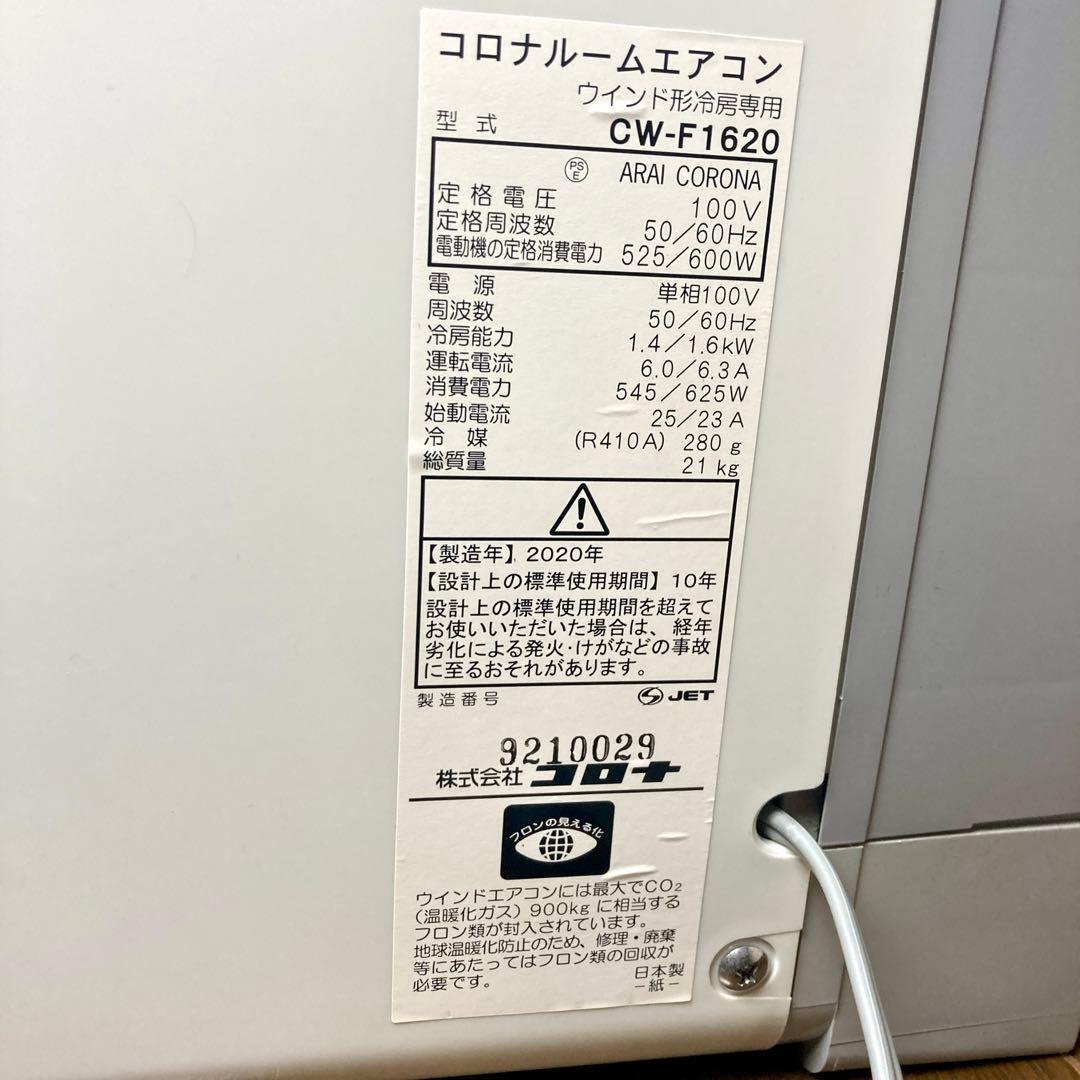 コロナルームエアコン
ウインド形冷房専用
型式 CW-F1620
PS E ARAI CORONA
定格電圧 100V
定格周波数 50/60Hz
電動機の定格消費電力 525/600W
電源 単相100V
周波数 50/60Hz
冷房能力 1.4/1.6kW
運転電流 6.0/6.3A
消費電力 545/625W
始動電流 25/23A
冷媒 (R410A) 280g
総質量 21kg
【製造年】2020年
【設計上の標準使用期間】10年
設計上の標準使用期間を超えて
お使いいただいた場合は、経年
劣化による発火・けがなどの事故
に至るおそれがあります。
製造番号 JET
9210029
株式会社コロナ
フロンの見える化
ウインドエアコンには最大でCO₂
(温暖化ガス)900kgに相当する
フロン類が封入されています。
地球温暖化防止のため、修理・廃棄
等にあたってはフロン類の回収が
必要です。
日本製
-紙-